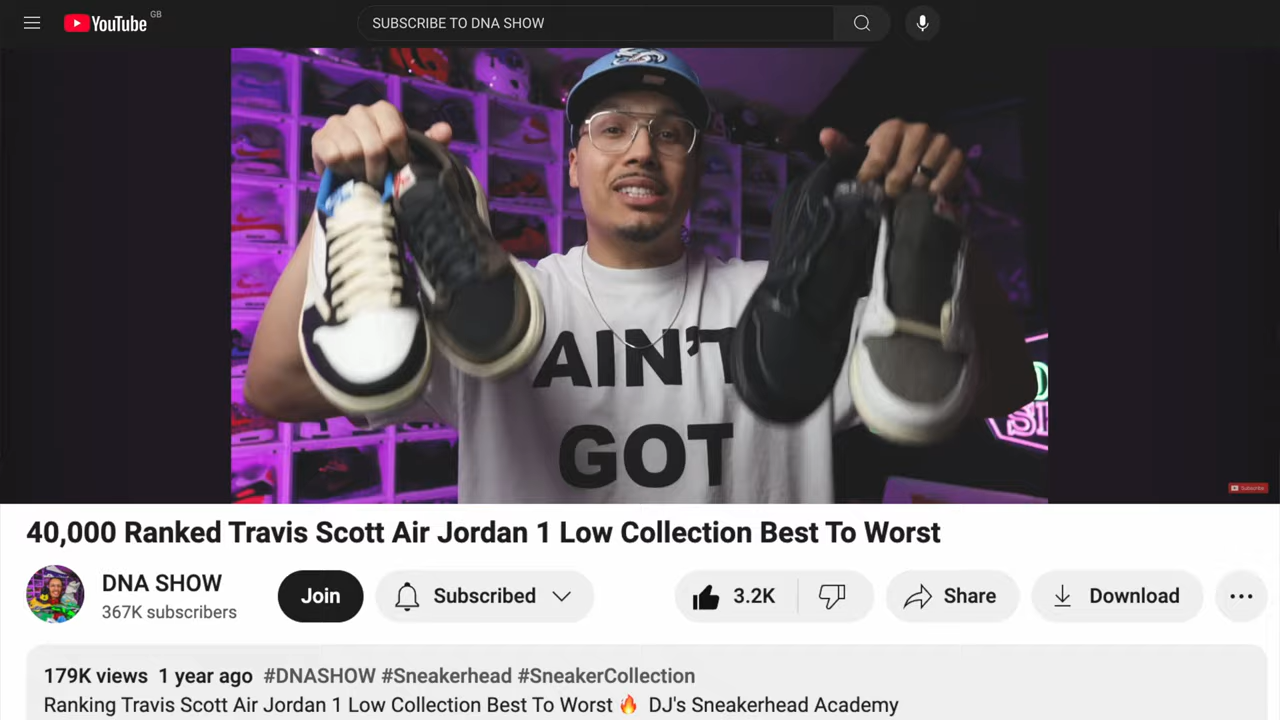 YouTube GB
SUBSCRIBE TO DNA SHOW
AIN'T
GOT
Subscribe
40,000 Ranked Travis Scott Air Jordan 1 Low Collection Best To Worst
DNA SHOW
367K subscribers
Join
Subscribed
3.2K
Share
Download
179K views 1 year ago #DNASHOW #Sneakerhead #SneakerCollection
Ranking Travis Scott Air Jordan 1 Low Collection Best To Worst 🔥 DJ's Sneakerhead Academy